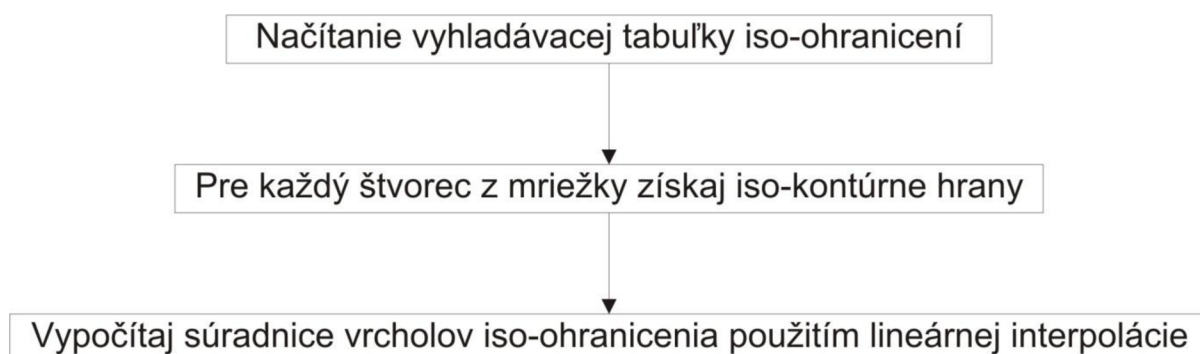 Načítanie vyhladávacej tabuľky iso-ohranicení
Pre každý štvorec z mriežky získaj iso-kontúrne hrany
Vypočítaj súradnice vrcholov iso-ohranicenia použitím lineárnej interpolácie